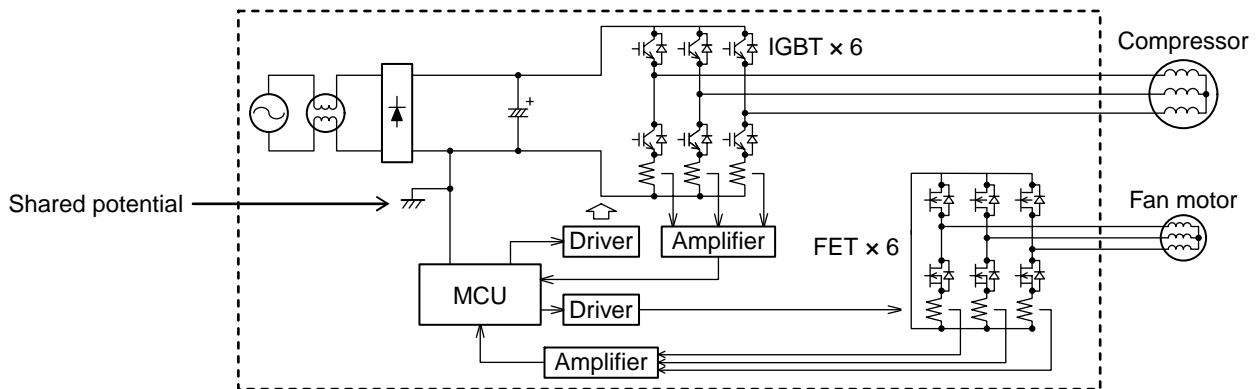 IGBT × 6
Compressor
Shared potential
Fan motor
Driver
Amplifier
FET × 6
MCU
Driver
Amplifier
+